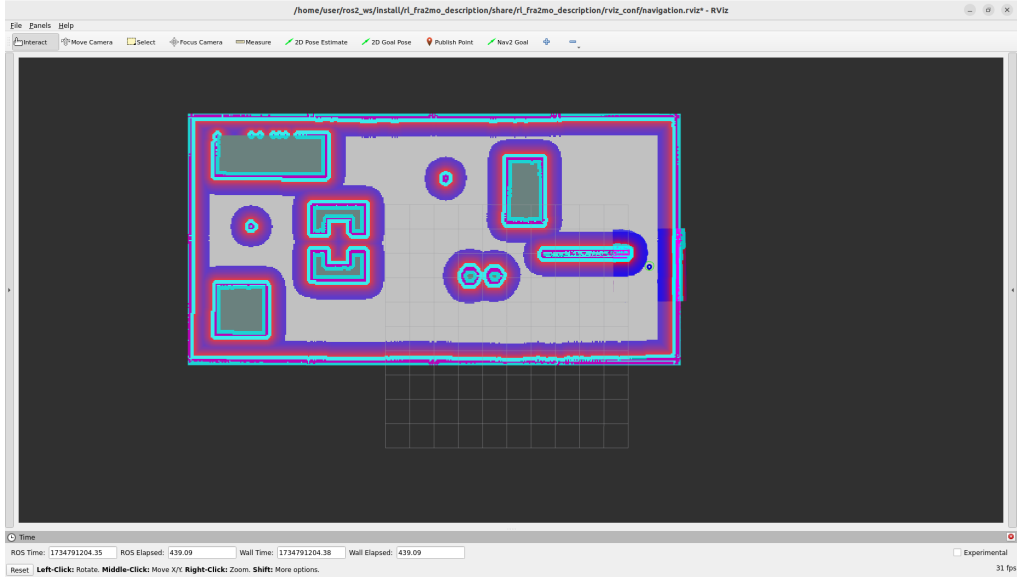 /home/user/ros2_ws/install/rl_fra2mo_description/share/rl_fra2mo_description/rviz_conf/navigation.rviz* - RViz
File Panels Help
Interact Move Camera Select Focus Camera Measure 2D Pose Estimate 2D Goal Pose Publish Point Nav2 Goal
Time
ROS Time: 1734791204.35 ROS Elapsed: 439.09 Wall Time: 1734791204.38 Wall Elapsed: 439.09 Experimental
Reset Left-Click: Rotate. Middle-Click: Move X/Y. Right-Click: Zoom. Shift: More options. 31 fps